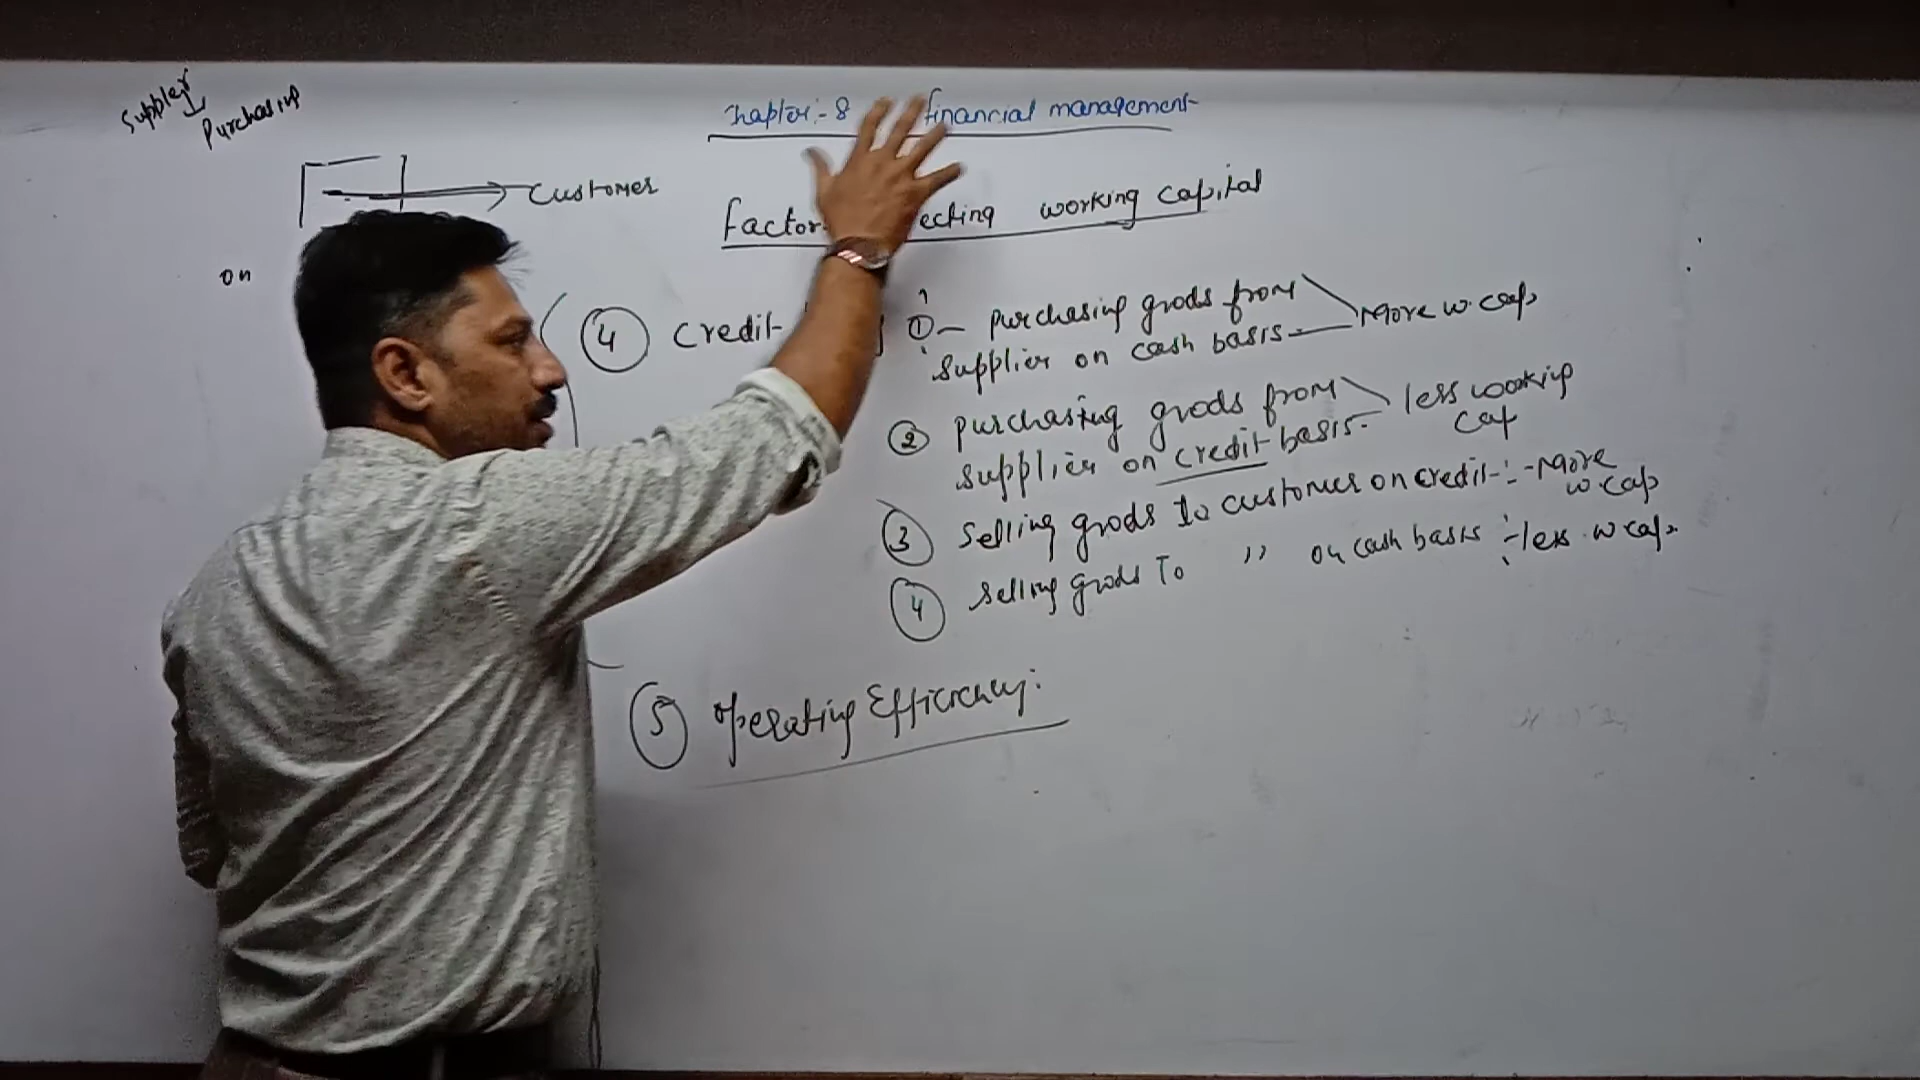 Supplier
Purchasing
Chapter:- 8 Financial management
Customer
Factor ecting working capital
on
4 Credit- 1 - purchasing goods from
supplier on cash basis - More w. cap
2 purchasing goods from
supplier on credit basis. less working
cap
3 Selling goods to customer on credit :- More
w. cap
4 Selling goods To ,, on cash basis :- less w cap.
5 Operating Efficiency.